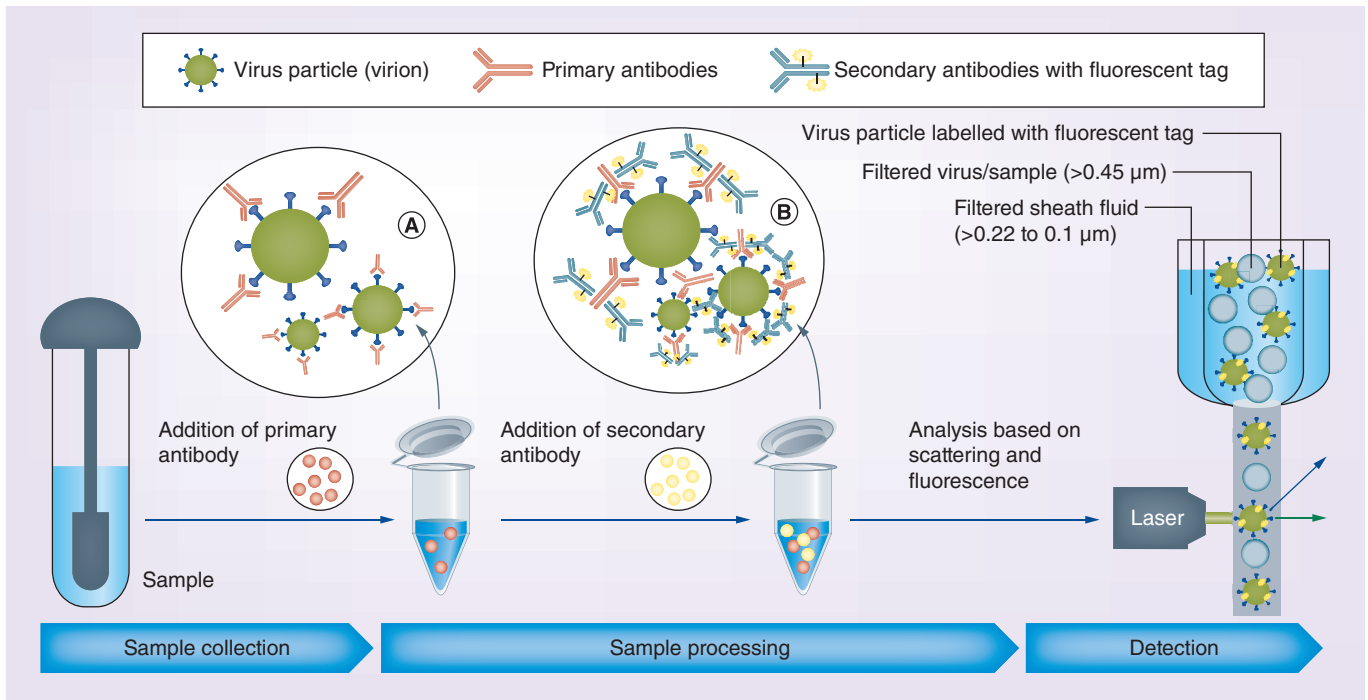 Virus particle (virion)
Primary antibodies
Secondary antibodies with fluorescent tag
Virus particle labelled with fluorescent tag
Filtered virus/sample (>0.45 µm)
Filtered sheath fluid
(>0.22 to 0.1 µm)
A
B
Addition of primary
antibody
Addition of secondary
antibody
Analysis based on
scattering and
fluorescence
Laser
Sample
Sample collection
Sample processing
Detection